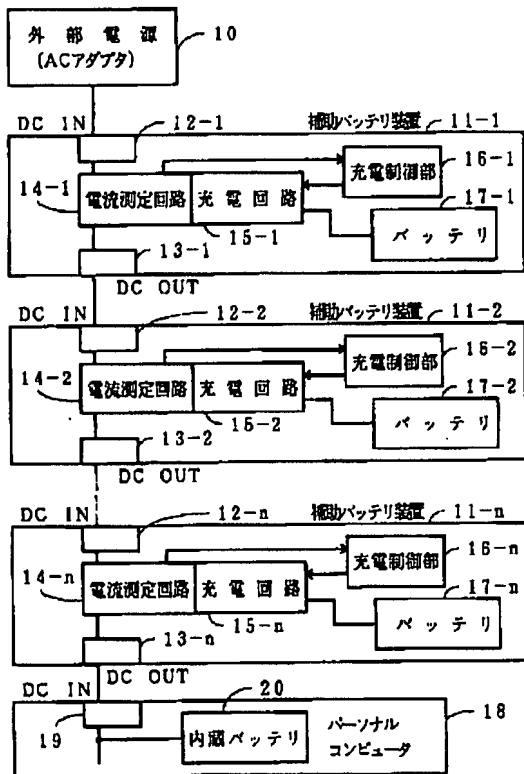 外部電源
(ACアダプタ)
10
DC IN
12-1
補助バッテリ装置
11-1
16-1
充電制御部
14-1
電流測定回路
充電回路
17-1
バッテリ
15-1
13-1
DC OUT
DC IN
12-2
補助バッテリ装置
11-2
16-2
充電制御部
14-2
電流測定回路
充電回路
17-2
バッテリ
15-2
13-2
DC OUT
DC IN
12-n
補助バッテリ装置
11-n
16-n
充電制御部
14-n
電流測定回路
充電回路
17-n
バッテリ
15-n
13-n
DC OUT
DC IN
20
18
19
内蔵バッテリ
パーソナル
コンピュータ